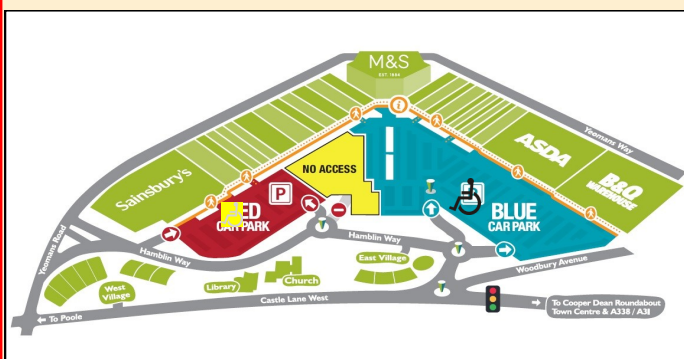 M&S
EST. 1884
Yeomans Way
ASDA
B&Q
WAREHOUSE
Sainsbury's
NO ACCESS
P
i
ED
CAR PARK
BLUE
CAR PARK
Yeomans Road
Hamblin Way
Hamblin Way
Woodbury Avenue
West
Village
Library
Church
East Village
Castle Lane West
To Poole
To Cooper Dean Roundabout
Town Centre & A338 / A31